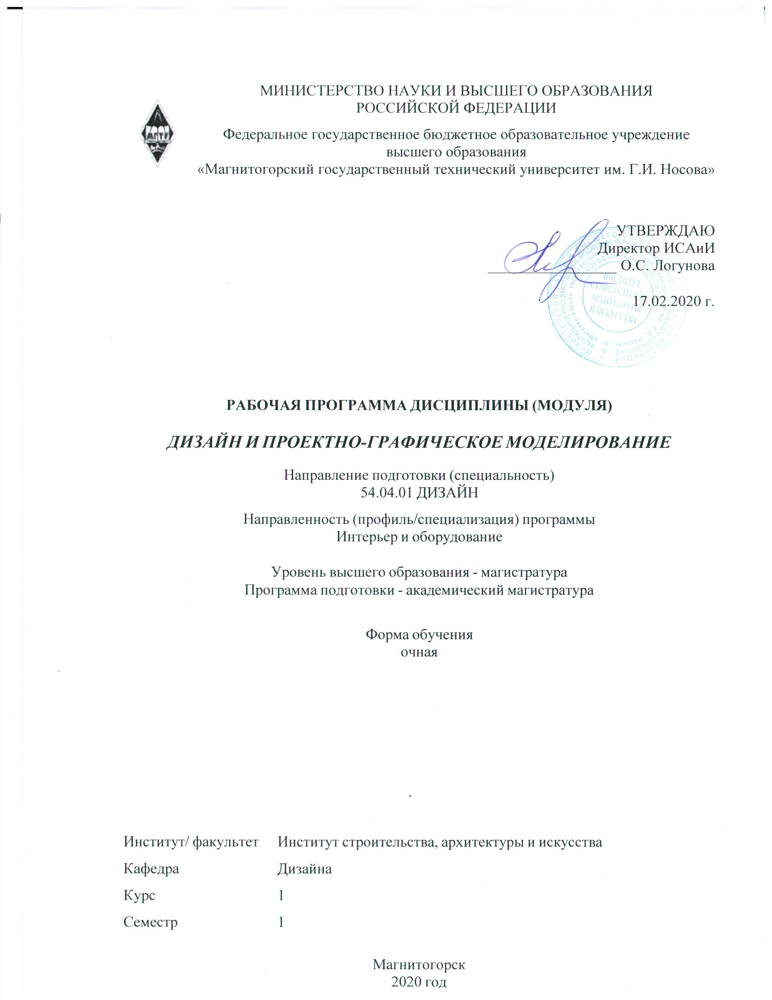 МИНИСТЕРСТВО НАУКИ И ВЫСШЕГО ОБРАЗОВАНИЯ
РОССИЙСКОЙ ФЕДЕРАЦИИ
МГТУ
Федеральное государственное бюджетное образовательное учреждение
высшего образования
«Магнитогорский государственный технический университет им. Г.И. Носова»
УТВЕРЖДАЮ
Директор ИСАиИ
О.С. Логунова
ИНСТИТУТ
СТРОИТЕЛЬСТВА
АРХИТЕКТУРЫ
И ИСКУССТВА
17.02.2020 г.
РАБОЧАЯ ПРОГРАММА ДИСЦИПЛИНЫ (МОДУЛЯ)
ДИЗАЙН И ПРОЕКТНО-ГРАФИЧЕСКОЕ МОДЕЛИРОВАНИЕ
Направление подготовки (специальность)
54.04.01 ДИЗАЙН
Направленность (профиль/специализация) программы
Интерьер и оборудование
Уровень высшего образования - магистратура
Программа подготовки - академический магистратура
Форма обучения
очная
Институт/ факультет Институт строительства, архитектуры и искусства
Кафедра Дизайна
Курс 1
Семестр 1
Магнитогорск
2020 год